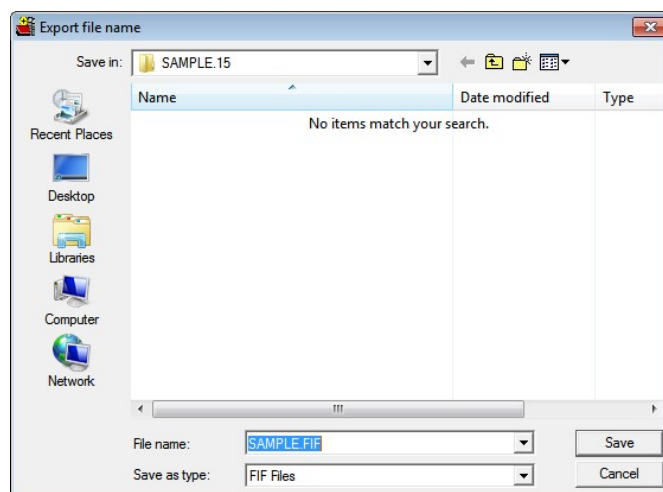 Export file name
Save in: SAMPLE.15
Name Date modified Type
No items match your search.
Recent Places
Desktop
Libraries
Computer
Network
File name: SAMPLE.FIF Save
Save as type: FIF Files Cancel